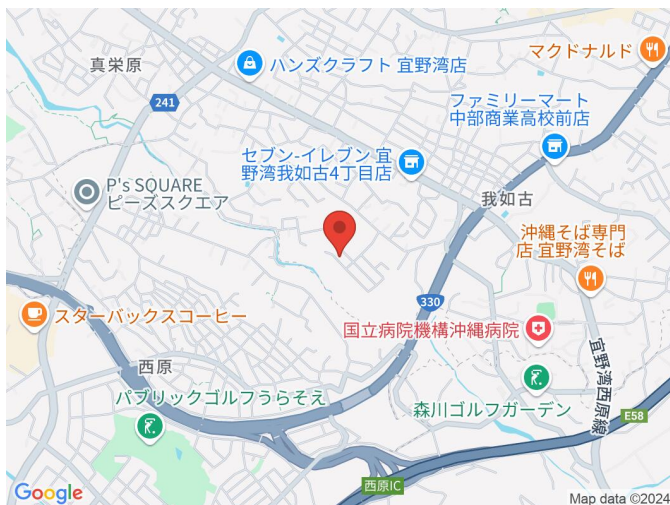 真栄原
ハンズクラフト 宜野湾店
マクドナルド
241
ファミリーマート
中部商業高校前店
セブン-イレブン 宜
野湾我如古4丁目店
P's SQUARE
ピーズスクエア
我如古
沖縄そば専門
店 宜野湾そば
330
スターバックスコーヒー
国立病院機構沖縄病院
宜野湾西原線
西原
パブリックゴルフうらそえ
森川ゴルフガーデン
E58
西原IC
Google
Map data ©2024